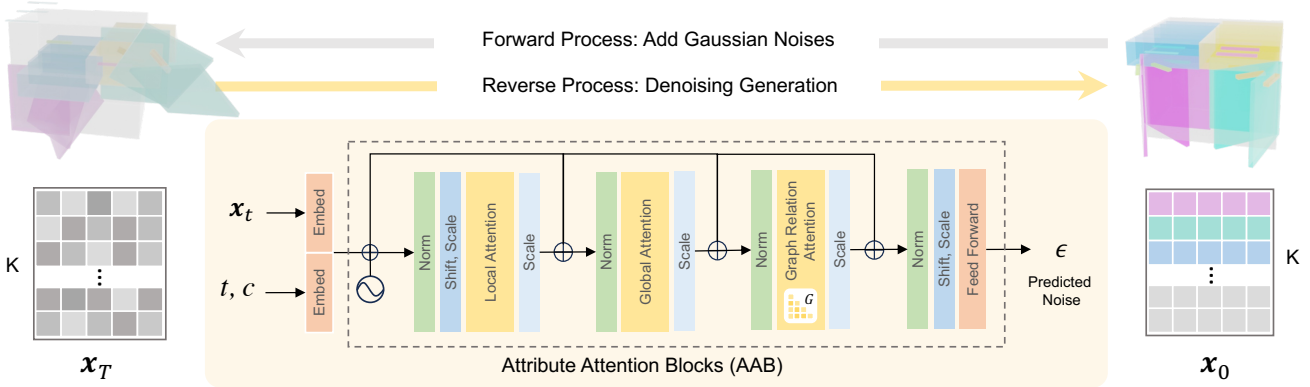 Forward Process: Add Gaussian Noises
Reverse Process: Denoising Generation
K
⋮
x_T
x_t
t, c
Embed
Embed
Norm
Shift, Scale
Local Attention
Scale
Norm
Global Attention
Scale
Norm
Graph Relation
Attention
G
Scale
Norm
Shift, Scale
Feed Forward
ϵ
Predicted
Noise
Attribute Attention Blocks (AAB)
⋮
K
x_0